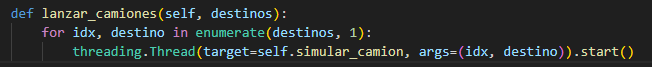 def lanzar_camiones(self, destinos):
    for idx, destino in enumerate(destinos, 1):
        threading.Thread(target=self.simular_camion, args=(idx, destino)).start()